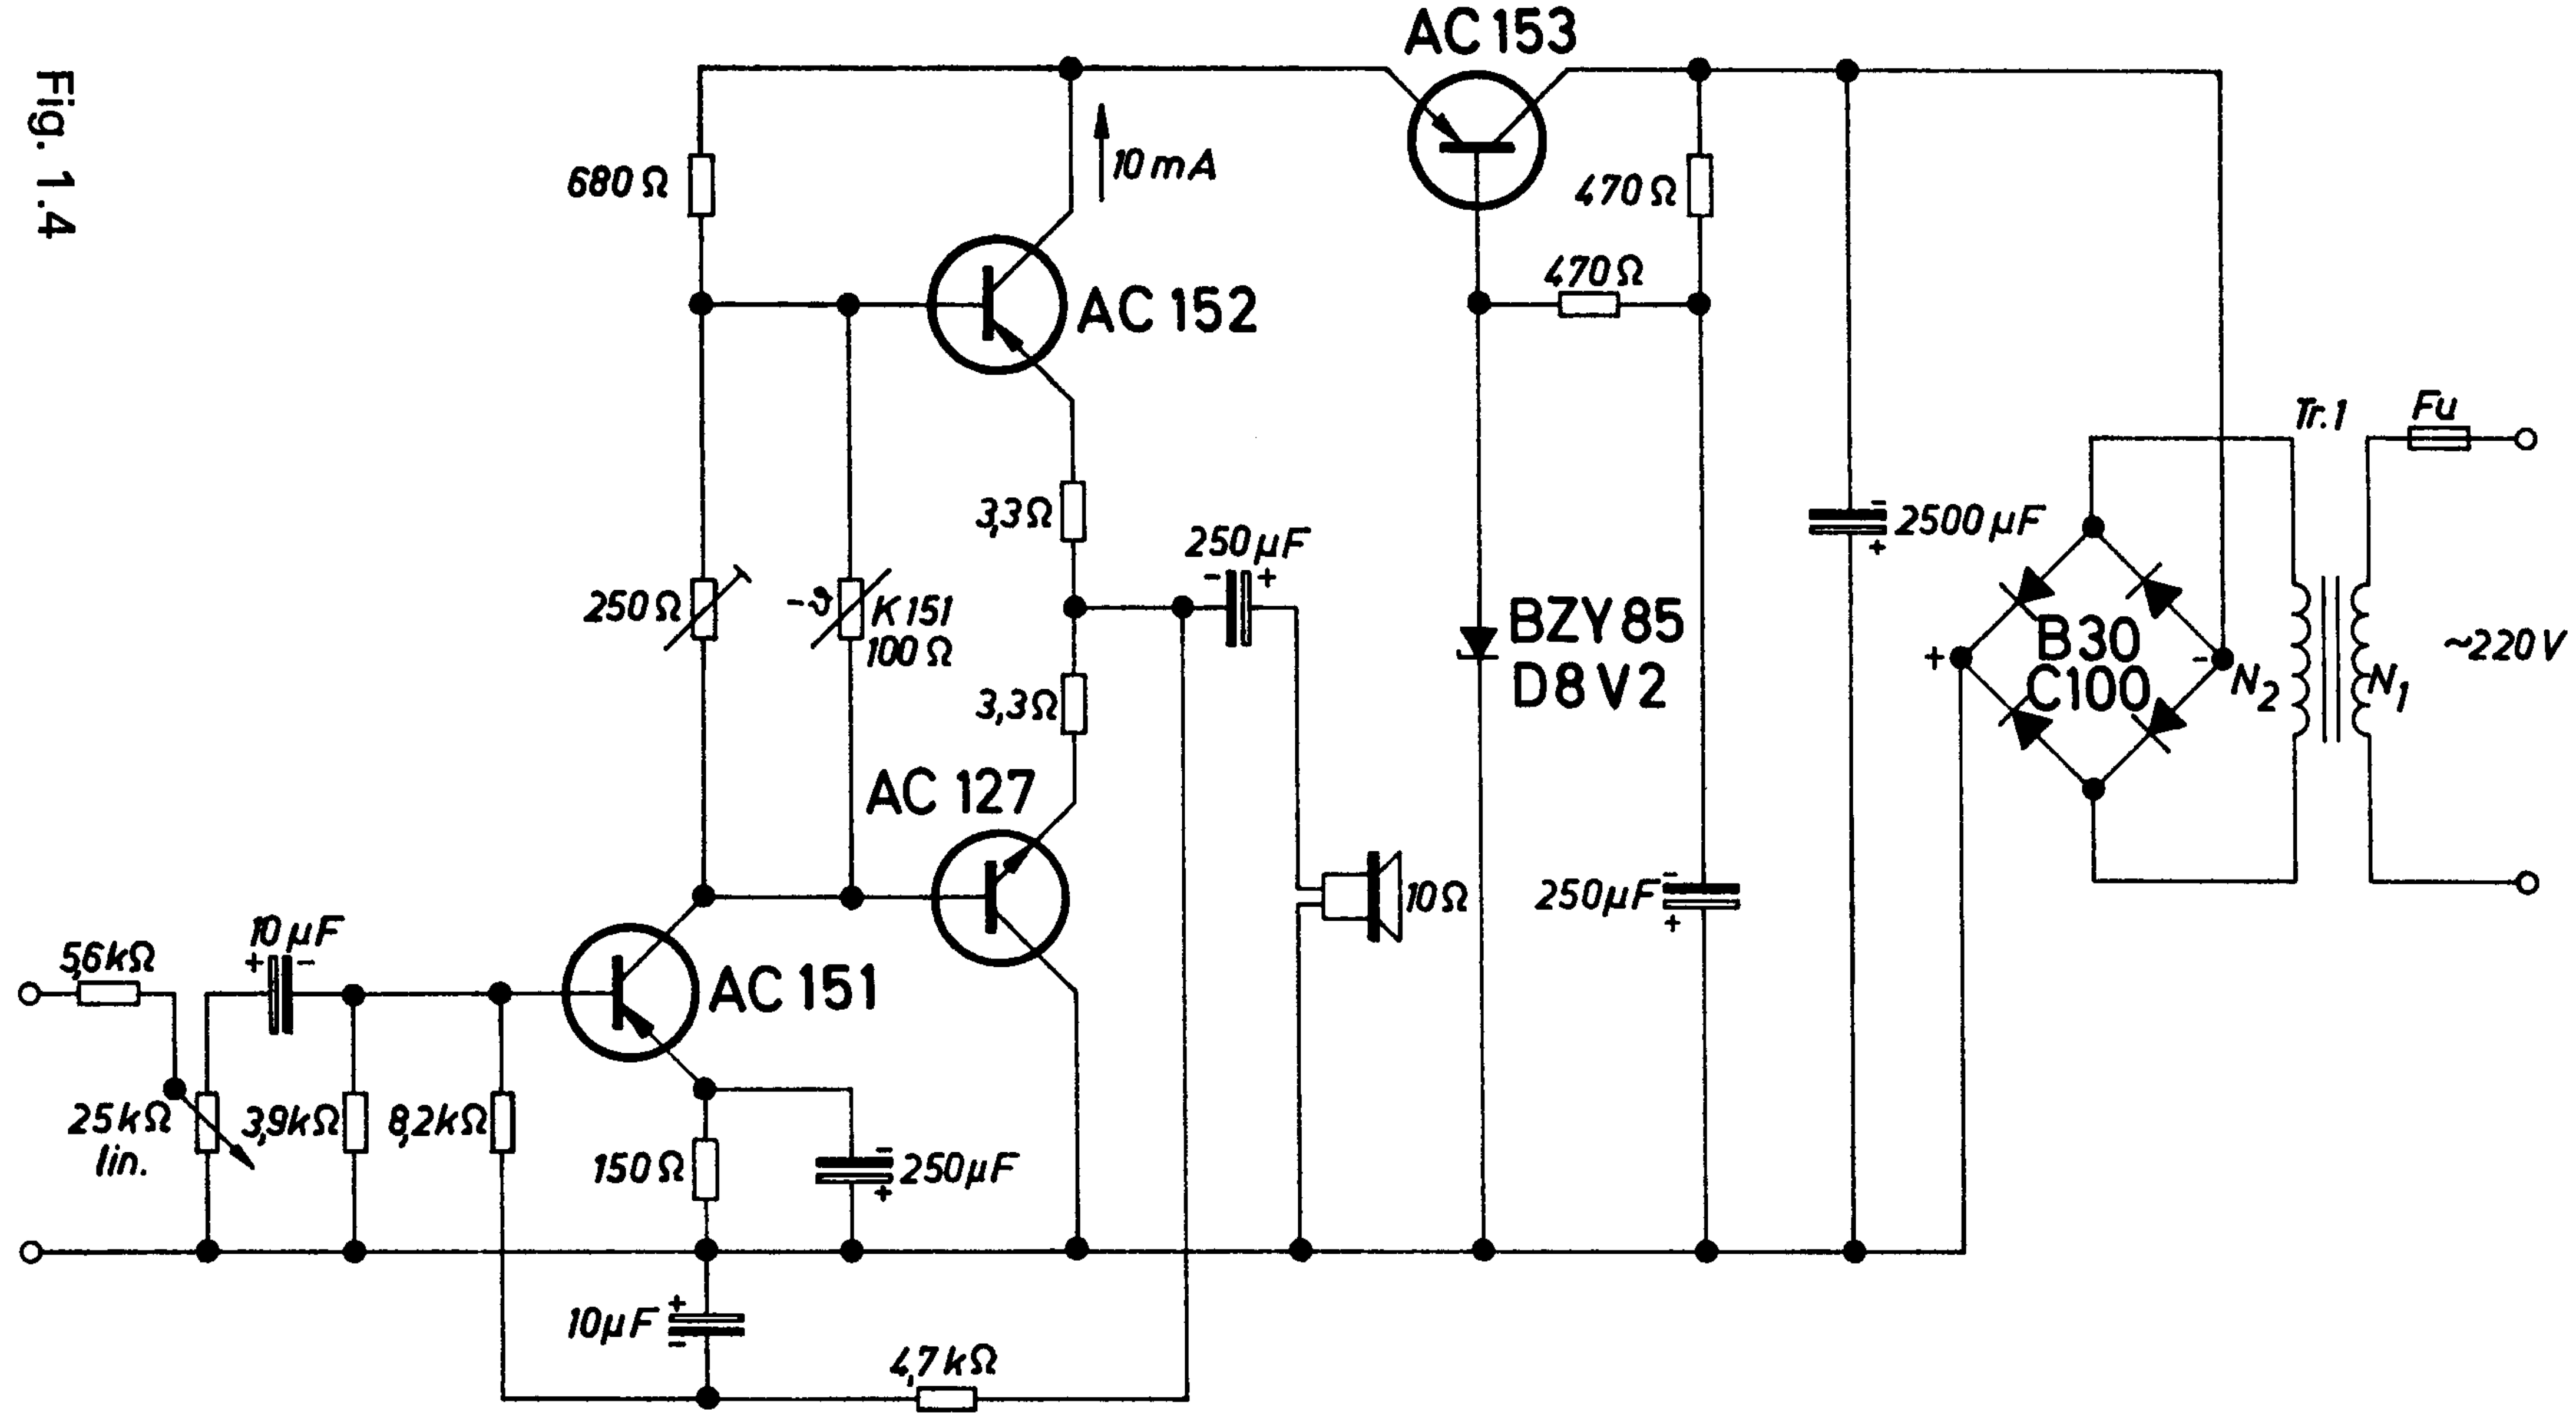 Fig. 1.4
AC 153
10 mA
680 Ω
470 Ω
470 Ω
AC 152
Tr. 1
Fu
3,3 Ω
250 µF
- +
-
2500 µF
+
250 Ω
-ϑ
K 151
100 Ω
BZY 85
D8 V2
B30
C100
+
-
N2
N1
~220 V
3,3 Ω
AC 127
10 Ω
-
250 µF
+
10 µF
+ -
5,6 kΩ
AC 151
25 kΩ
lin.
3,9 kΩ
8,2 kΩ
150 Ω
-
250 µF
+
+
10 µF
-
4,7 kΩ